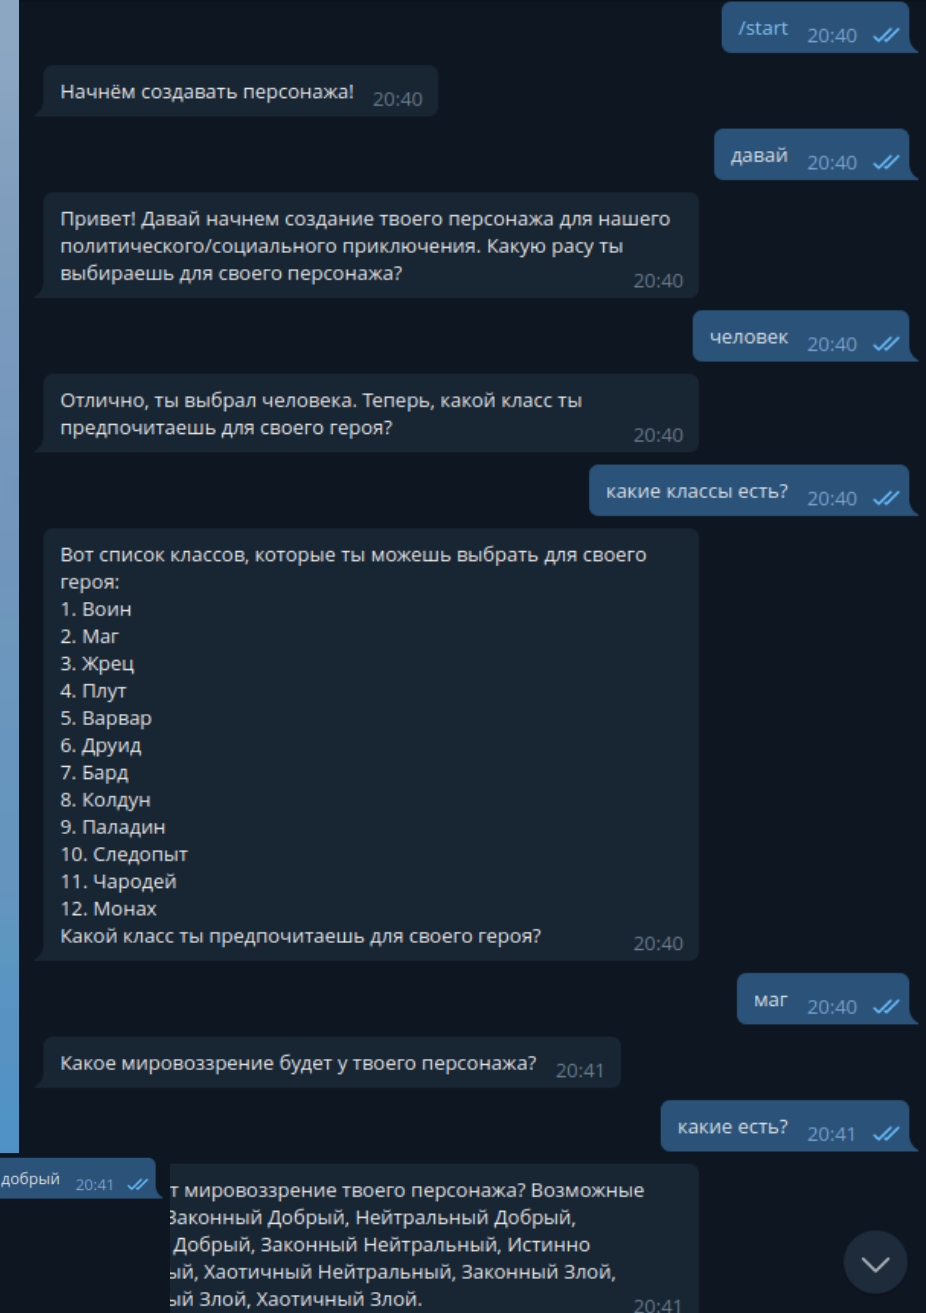 /start 20:40
Начнём создавать персонажа! 20:40
давай 20:40
Привет! Давай начнем создание твоего персонажа для нашего
политического/социального приключения. Какую расу ты
выбираешь для своего персонажа?
20:40
человек 20:40
Отлично, ты выбрал человека. Теперь, какой класс ты
предпочитаешь для своего героя?
20:40
какие классы есть? 20:40
Вот список классов, которые ты можешь выбрать для своего
героя:
1. Воин
2. Маг
3. Жрец
4. Плут
5. Варвар
6. Друид
7. Бард
8. Колдун
9. Паладин
10. Следопыт
11. Чародей
12. Монах
Какой класс ты предпочитаешь для своего героя?
20:40
маг 20:40
Какое мировоззрение будет у твоего персонажа? 20:41
какие есть? 20:41
добрый 20:41
т мировоззрение твоего персонажа? Возможные
Законный Добрый, Нейтральный Добрый,
Добрый, Законный Нейтральный, Истинно
ый, Хаотичный Нейтральный, Законный Злой,
ый Злой, Хаотичный Злой.
20:41